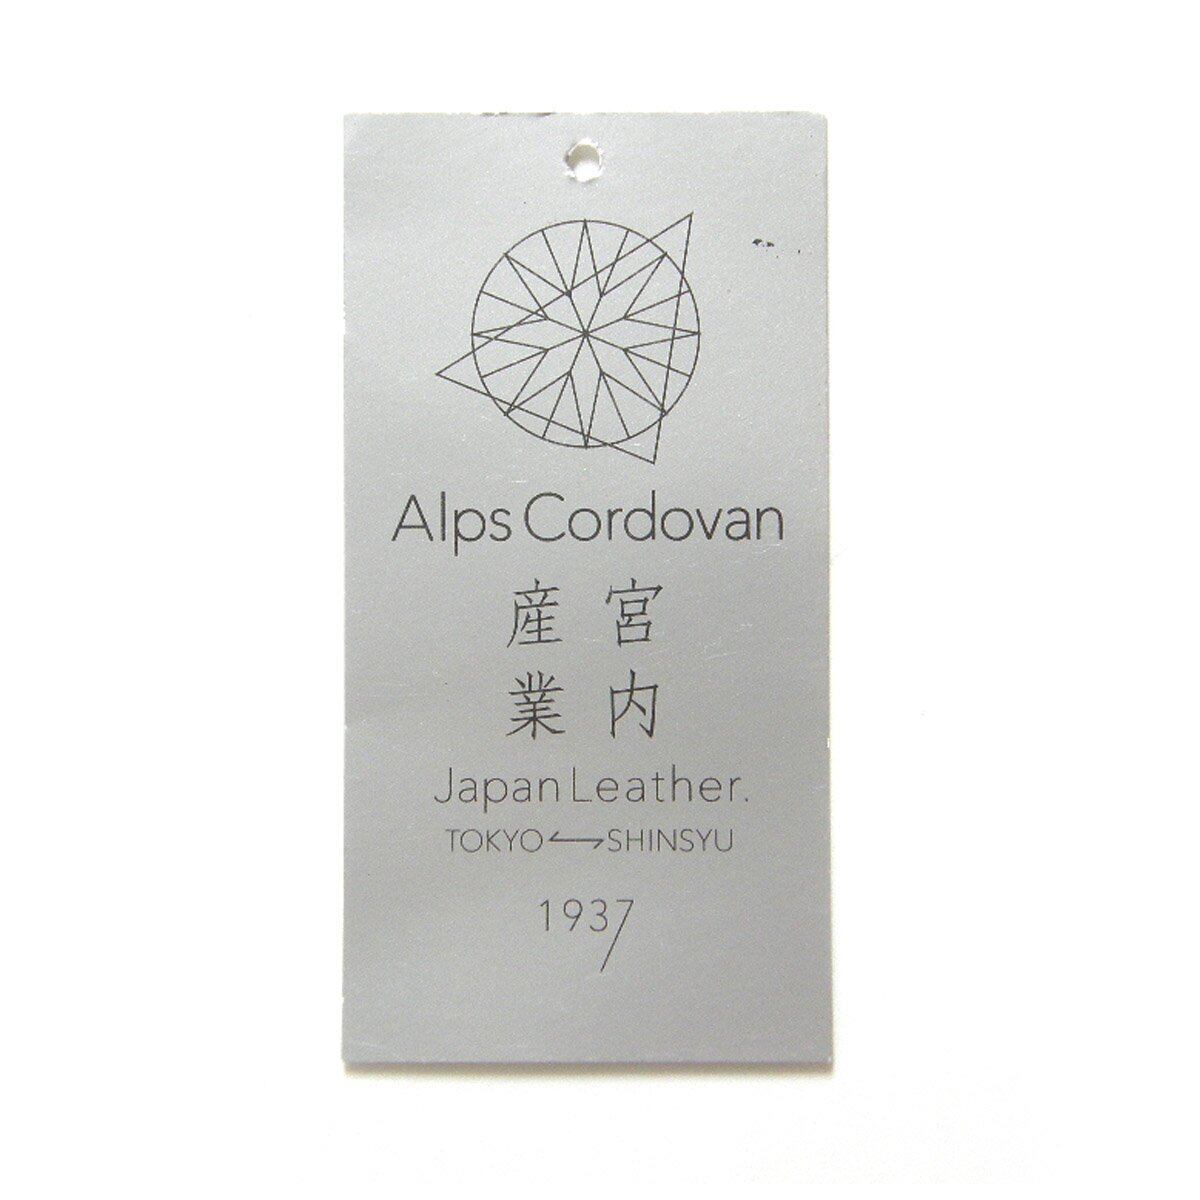 Alps Cordovan
宮内
産業
Japan Leather.
TOKYO⇋SHINSYU
1937